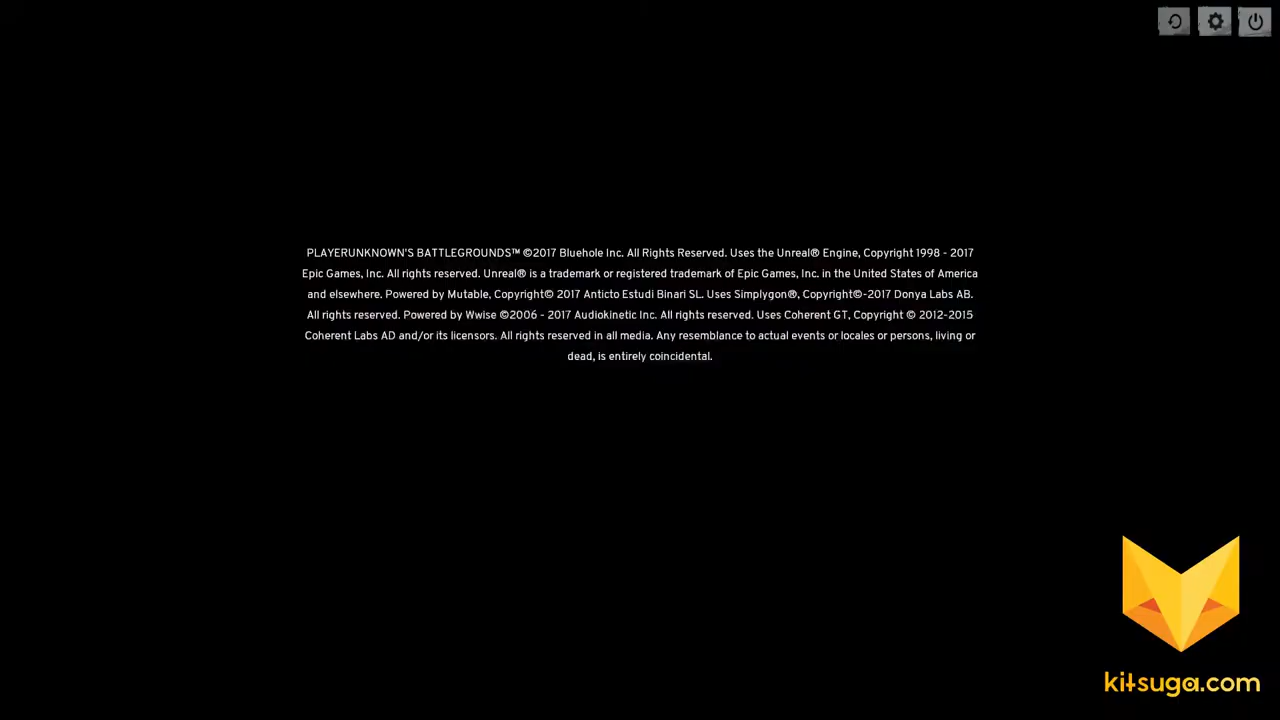 PLAYERUNKNOWN'S BATTLEGROUNDS™ ©2017 Bluehole Inc. All Rights Reserved. Uses the Unreal® Engine, Copyright 1998 - 2017
Epic Games, Inc. All rights reserved. Unreal® is a trademark or registered trademark of Epic Games, Inc. in the United States of America
and elsewhere. Powered by Mutable, Copyright© 2017 Anticto Estudi Binari SL. Uses Simplygon®, Copyright©-2017 Donya Labs AB.
All rights reserved. Powered by Wwise ©2006 - 2017 Audiokinetic Inc. All rights reserved. Uses Coherent GT, Copyright © 2012-2015
Coherent Labs AD and/or its licensors. All rights reserved in all media. Any resemblance to actual events or locales or persons, living or
dead, is entirely coincidental.
kitsuga.com